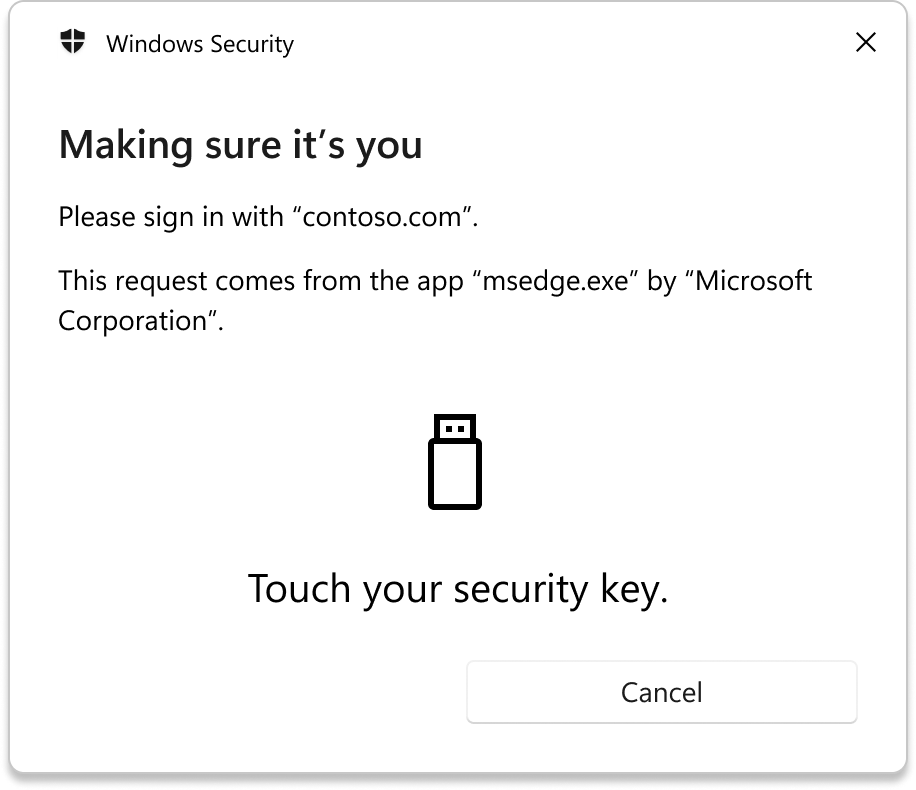 Windows Security
Making sure it’s you
Please sign in with “contoso.com”.
This request comes from the app “msedge.exe” by “Microsoft
Corporation”.
Touch your security key.
Cancel